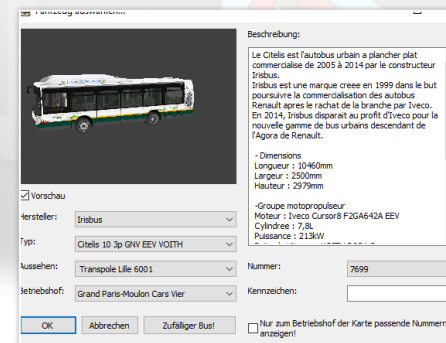 Fahrzeug auswählen...
Beschreibung:
Le Citelis est l'autobus urbain a plancher plat
commercialise de 2005 à 2014 par le constructeur
Irisbus.
Irisbus est une marque creee en 1999 dans le but
poursuivre la commercialisation des autobus
Renault apres le rachat de la branche par Iveco.
En 2014, Irisbus disparait au profit d'Iveco pour la
nouvelle gamme de bus urbains descendant de
l'Agora de Renault.
- Dimensions
Longueur : 10460mm
Largeur : 2500mm
Hauteur : 2979mm
-Groupe motopropulseur
Moteur : Iveco Cursor8 F2GA642A EEV
Cylindree : 7,8L
Puissance : 213kW
Vorschau
Hersteller:
Irisbus
Typ:
Citelis 10 3p GNV EEV VOITH
Aussehen:
Transpole Lille 6001
Nummer:
7699
Betriebshof:
Grand Paris-Moulon Cars Vier
Kennzeichen:
OK
Abbrechen
Zufälliger Bus!
Nur zum Betriebshof der Karte passende Nummern
anzeigen!